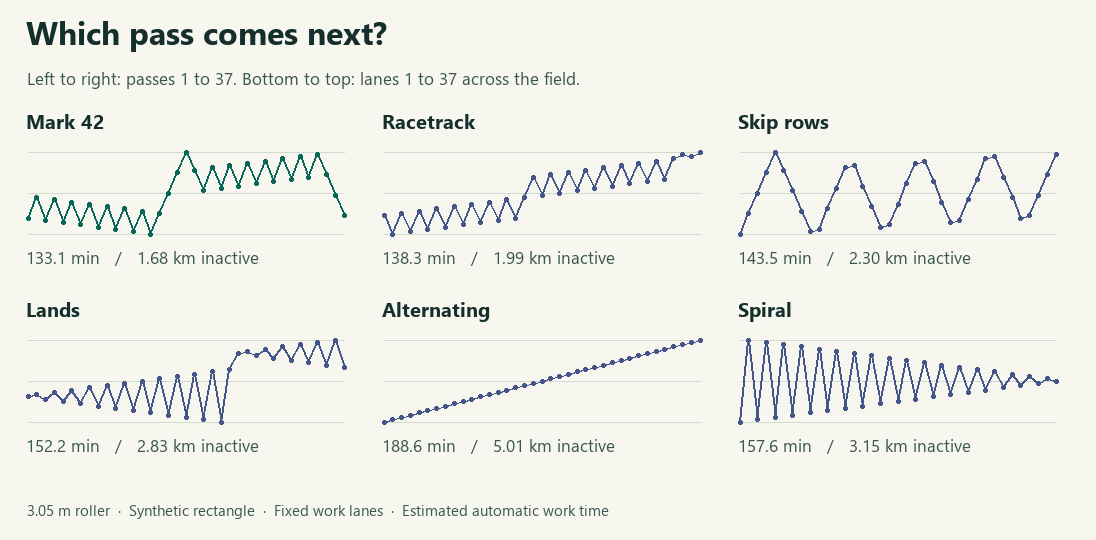 Which pass comes next?
Left to right: passes 1 to 37. Bottom to top: lanes 1 to 37 across the field.
Mark 42
Racetrack
Skip rows
133.1 min / 1.68 km inactive
138.3 min / 1.99 km inactive
143.5 min / 2.30 km inactive
Lands
Alternating
Spiral
152.2 min / 2.83 km inactive
188.6 min / 5.01 km inactive
157.6 min / 3.15 km inactive
3.05 m roller · Synthetic rectangle · Fixed work lanes · Estimated automatic work time